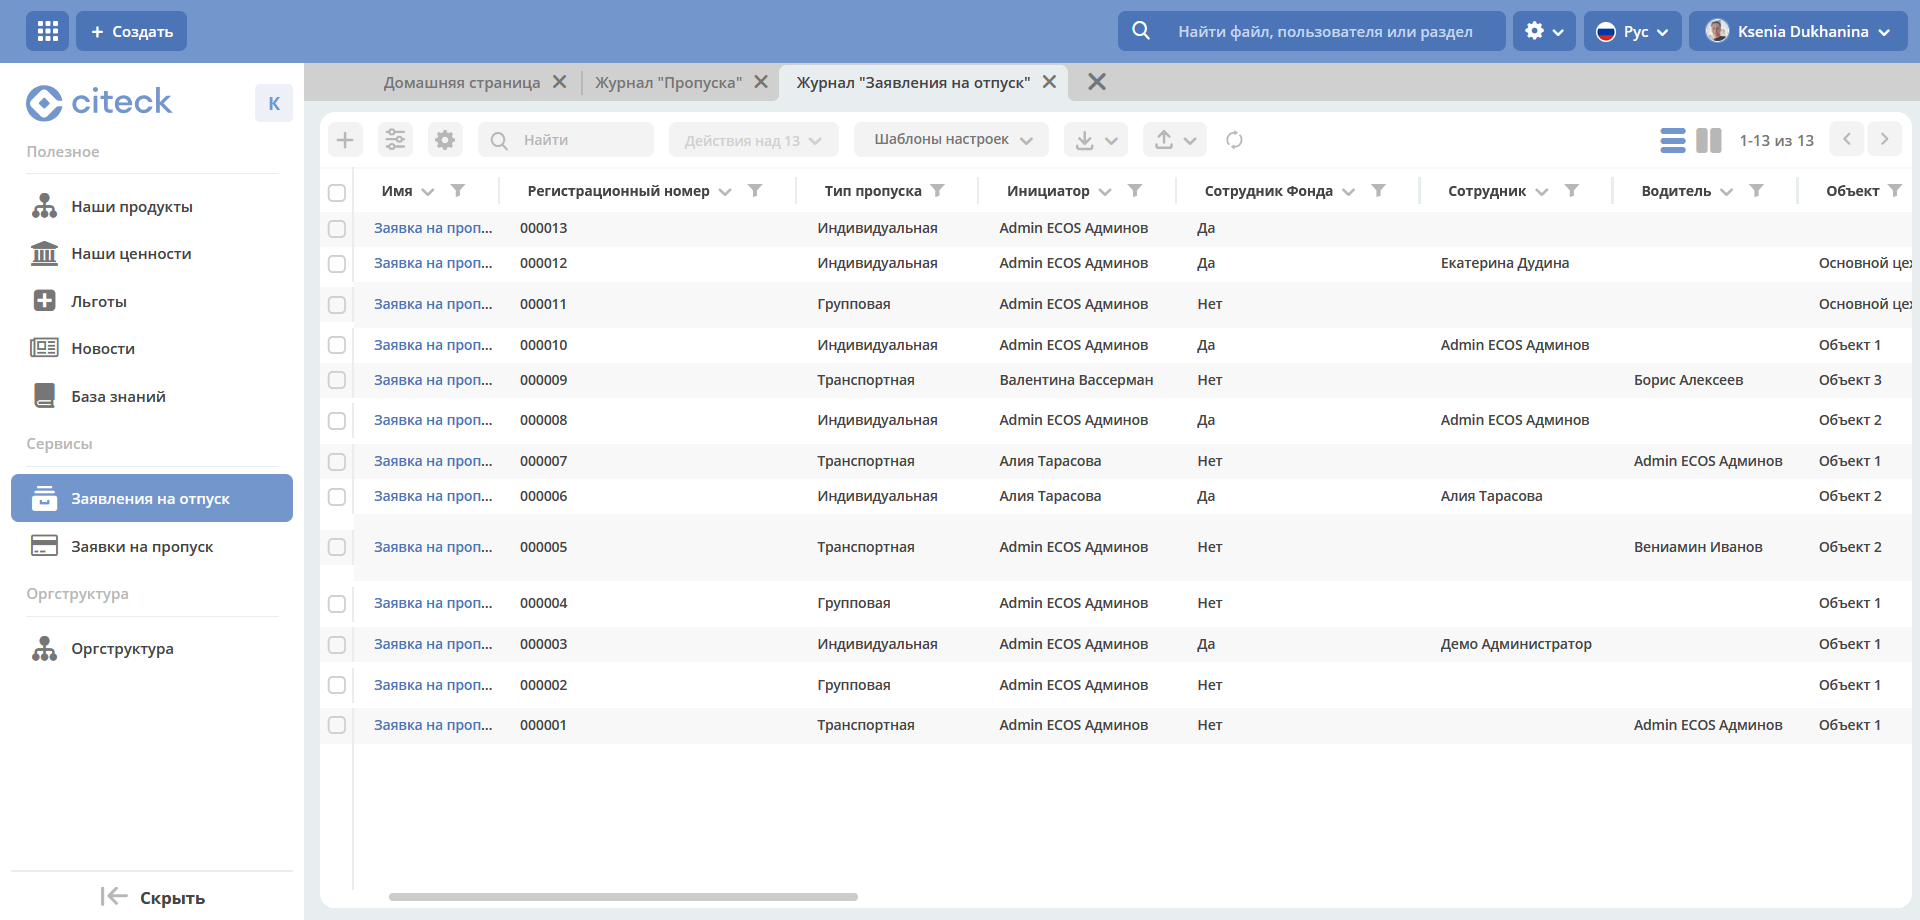 + Создать
Найти файл, пользователя или раздел
Рус
Ksenia Dukhanina
citeck
K
Полезное
Наши продукты
Наши ценности
Льготы
Новости
База знаний
Сервисы
Заявления на отпуск
Заявки на пропуск
Оргструктура
Оргструктура
Скрыть
Домашняя страница
Журнал "Пропуска"
Журнал "Заявления на отпуск"
Найти
Действия над 13
Шаблоны настроек
1-13 из 13
Имя Регистрационный номер Тип пропуска Инициатор Сотрудник Фонда Сотрудник Водитель Объект
Заявка на проп... 000013 Индивидуальная Admin ECOS Админов Да
Заявка на проп... 000012 Индивидуальная Admin ECOS Админов Да Екатерина Дудина Основной цех
Заявка на проп... 000011 Групповая Admin ECOS Админов Нет Основной цех
Заявка на проп... 000010 Индивидуальная Admin ECOS Админов Да Admin ECOS Админов Объект 1
Заявка на проп... 000009 Транспортная Валентина Вассерман Нет Борис Алексеев Объект 3
Заявка на проп... 000008 Индивидуальная Admin ECOS Админов Да Admin ECOS Админов Объект 2
Заявка на проп... 000007 Транспортная Алия Тарасова Нет Admin ECOS Админов Объект 1
Заявка на проп... 000006 Индивидуальная Алия Тарасова Да Алия Тарасова Объект 2
Заявка на проп... 000005 Транспортная Admin ECOS Админов Нет Вениамин Иванов Объект 2
Заявка на проп... 000004 Групповая Admin ECOS Админов Нет Объект 1
Заявка на проп... 000003 Индивидуальная Admin ECOS Админов Да Демо Администратор Объект 1
Заявка на проп... 000002 Групповая Admin ECOS Админов Нет Объект 1
Заявка на проп... 000001 Транспортная Admin ECOS Админов Нет Admin ECOS Админов Объект 1